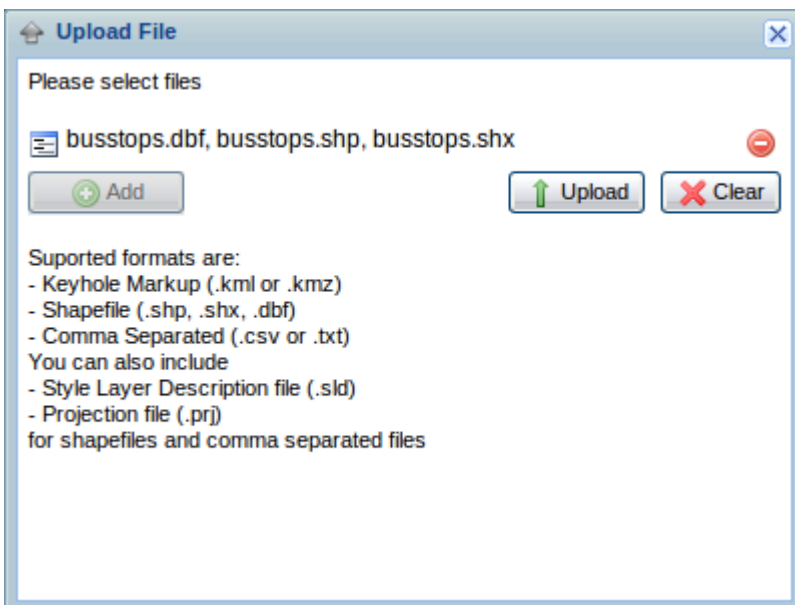 Upload File
Please select files
busstops.dbf, busstops.shp, busstops.shx
Add Upload Clear
Suported formats are:
- Keyhole Markup (.kml or .kmz)
- Shapefile (.shp, .shx, .dbf)
- Comma Separated (.csv or .txt)
You can also include
- Style Layer Description file (.sld)
- Projection file (.prj)
for shapefiles and comma separated files